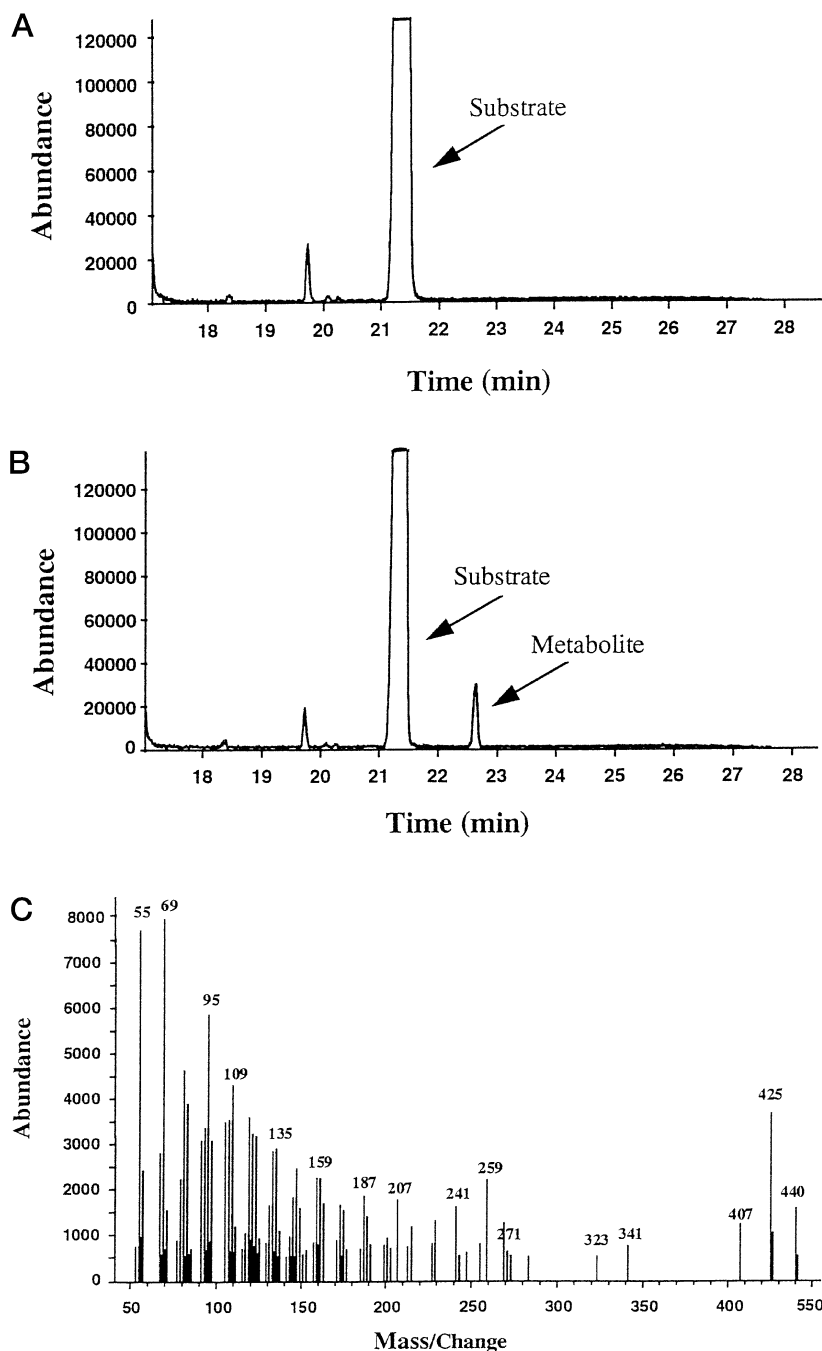 A
Abundance
120000
100000
80000
60000
40000
20000
0
Substrate
18 19 20 21 22 23 24 25 26 27 28
Time (min)
B
Abundance
120000
100000
80000
60000
40000
20000
0
Substrate
Metabolite
18 19 20 21 22 23 24 25 26 27 28
Time (min)
C
Abundance
8000
7000
6000
5000
4000
3000
2000
1000
0
55 69
95
109
135
159
187
207
241
259
271
323
341
407
425
440
50 100 150 200 250 300 350 400 550
Mass/Change